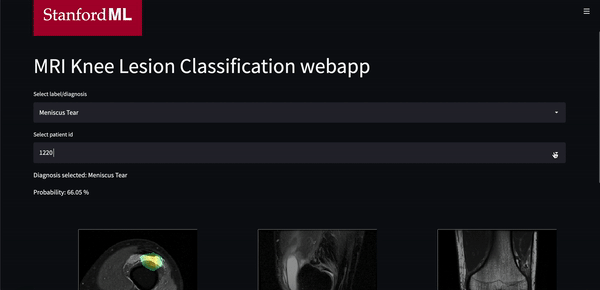 Stanford ML
MRI Knee Lesion Classification webapp
Select label/diagnosis
Meniscus Tear
Select patient id
1220
Diagnosis selected: Meniscus Tear
Probability: 66.05 %